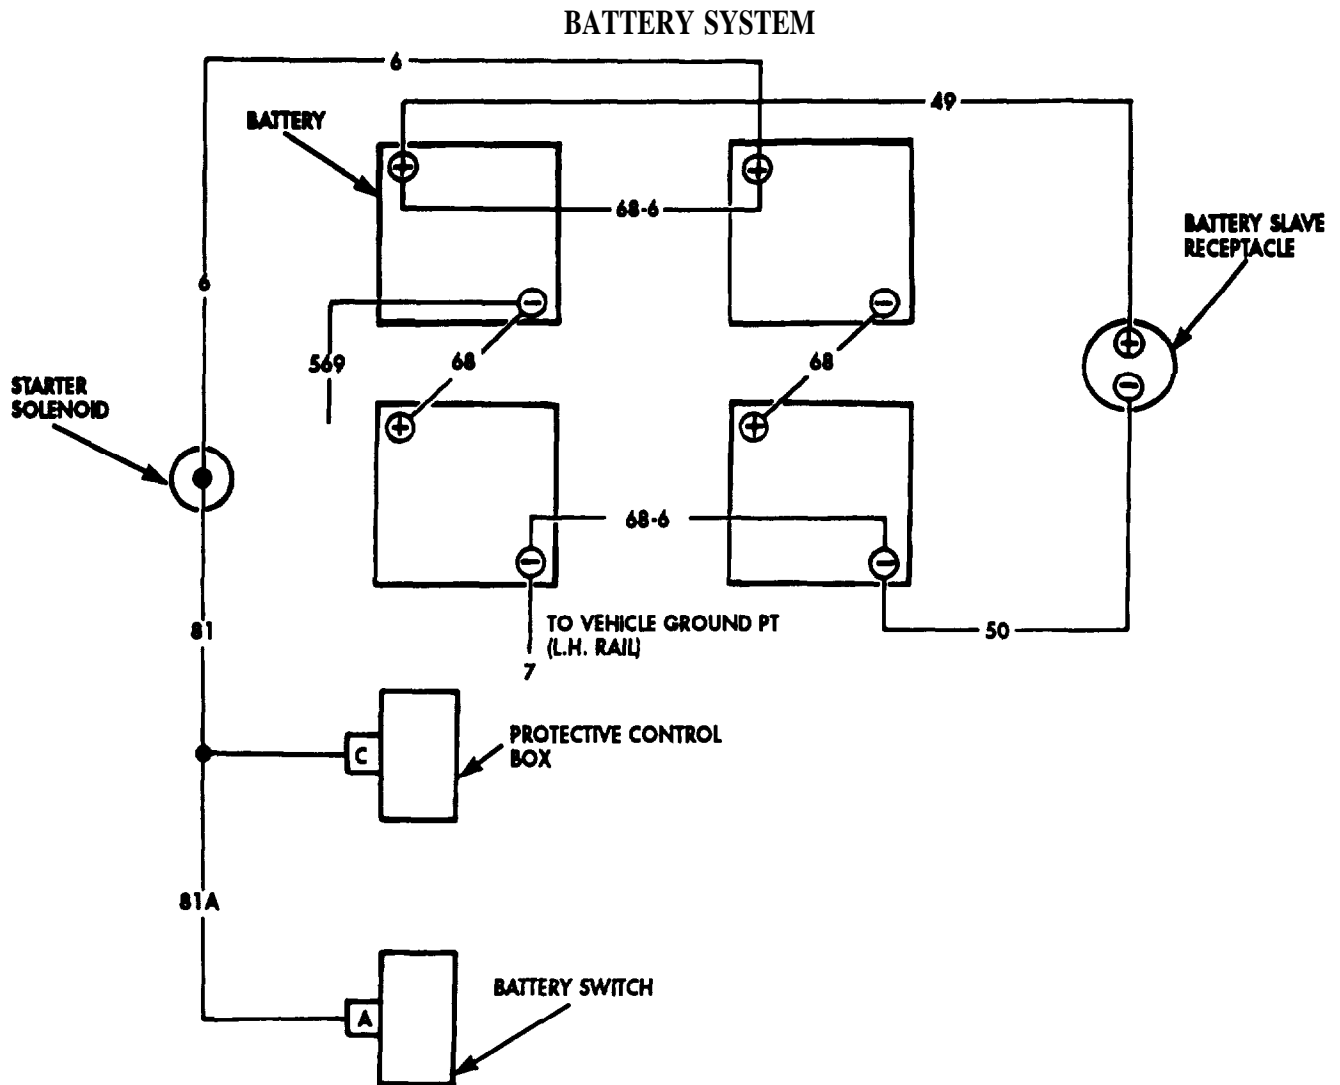 BATTERY SYSTEM
6
49
BATTERY
+
+
68-6
BATTERY SLAVE
RECEPTACLE
6
−
−
+
569
68
68
−
STARTER
SOLENOID
+
+
68-6
−
−
81
TO VEHICLE GROUND PT
(L.H. RAIL)
7
50
C
PROTECTIVE CONTROL
BOX
81A
A
BATTERY SWITCH